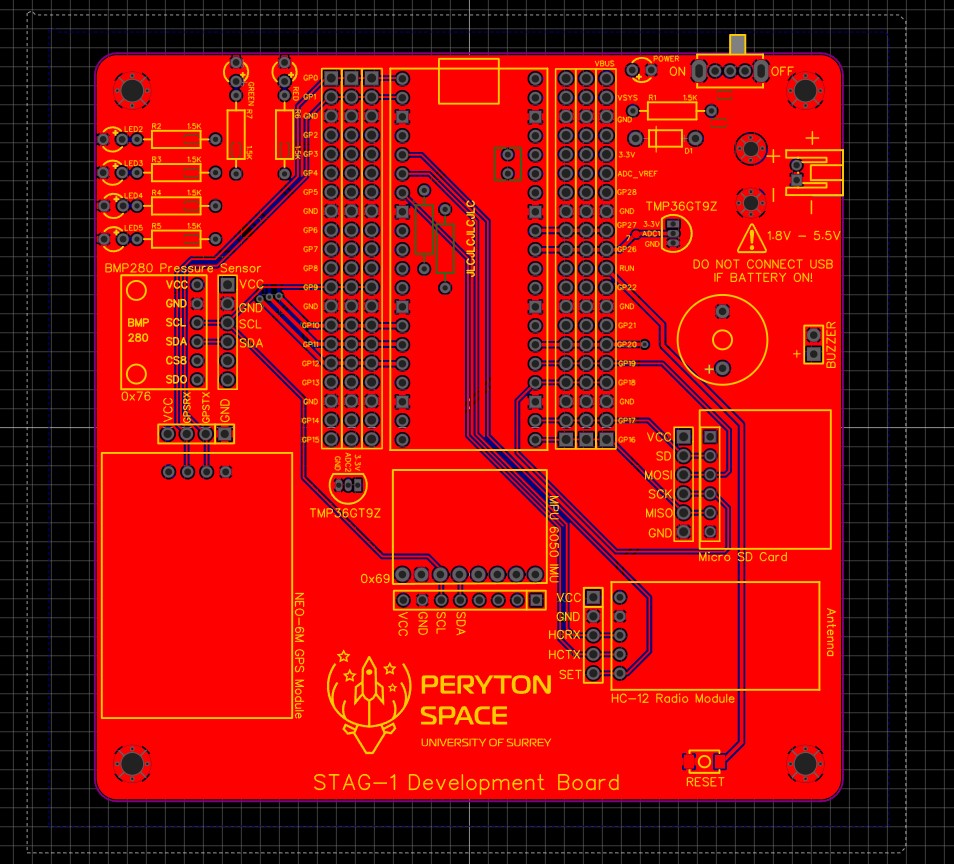 POWER
ON
OFF
VBUS
GREEN R7
1.5K
RED R6
1.5K
LED2
R2
1.5K
LED3
R3
1.5K
LED4
R4
1.5K
LED5
R5
1.5K
GP0
GP1
GND
GP2
GP3
GP4
GP5
GND
GP6
GP7
GP8
GP9
GND
GP10
GP11
GP12
GP13
GND
GP14
GP15
JLCJLCJLCJLC
VSYS
GND
3.3V
ADC_VREF
GP28
GND
GP27
GP26
RUN
GP22
GND
GP21
GP20
GP19
GP18
GND
GP17
GP16
R1
1.5K
D1
+
+
-
-
TMP36GT9Z
3.3V
ADC1
GND
1.8V - 5.5V
DO NOT CONNECT USB
IF BATTERY ON!
BMP280 Pressure Sensor
VCC
GND
SCL
SDA
CSB
SDO
BMP
280
0x76
VCC
GND
SCL
SDA
+
+
BUZZER
VCC
GPSRX
GPSTX
GND
GND
ADC2
3.3V
TMP36GT9Z
VCC
SD
MOSI
SCK
MISO
GND
Micro SD Card
MPU 6050 IMU
0x69
VCC
GND
SCL
SDA
NEO-6M GPS Module
VCC
GND
HCRX
HCTX
SET
Antenna
HC-12 Radio Module
PERYTON
SPACE
UNIVERSITY OF SURREY
STAG-1 Development Board
RESET